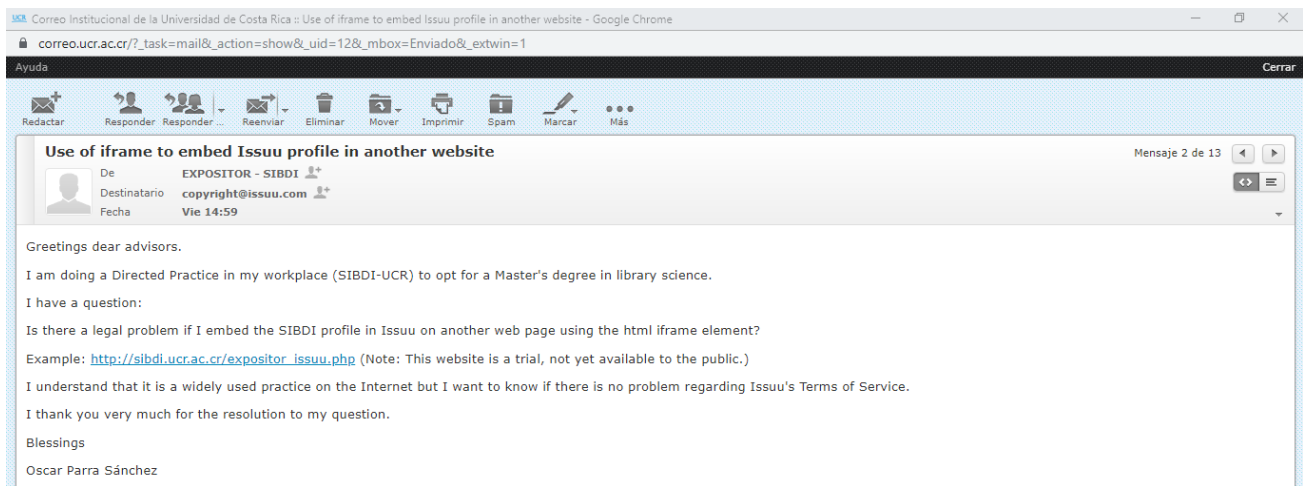 Correo Institucional de la Universidad de Costa Rica :: Use of iframe to embed Issuu profile in another website - Google Chrome
correo.ucr.ac.cr/?_task=mail&_action=show&_uid=12&_mbox=Enviado&_extwin=1
Ayuda Cerrar
Redactar Responder Responder ... Reenviar Eliminar Mover Imprimir Spam Marcar Más
Use of iframe to embed Issuu profile in another website Mensaje 2 de 13
De EXPOSITOR - SIBDI
Destinatario copyright@issuu.com
Fecha Vie 14:59
Greetings dear advisors.
I am doing a Directed Practice in my workplace (SIBDI-UCR) to opt for a Master's degree in library science.
I have a question:
Is there a legal problem if I embed the SIBDI profile in Issuu on another web page using the html iframe element?
Example: http://sibdi.ucr.ac.cr/expositor_issuu.php (Note: This website is a trial, not yet available to the public.)
I understand that it is a widely used practice on the Internet but I want to know if there is no problem regarding Issuu's Terms of Service.
I thank you very much for the resolution to my question.
Blessings
Oscar Parra Sánchez